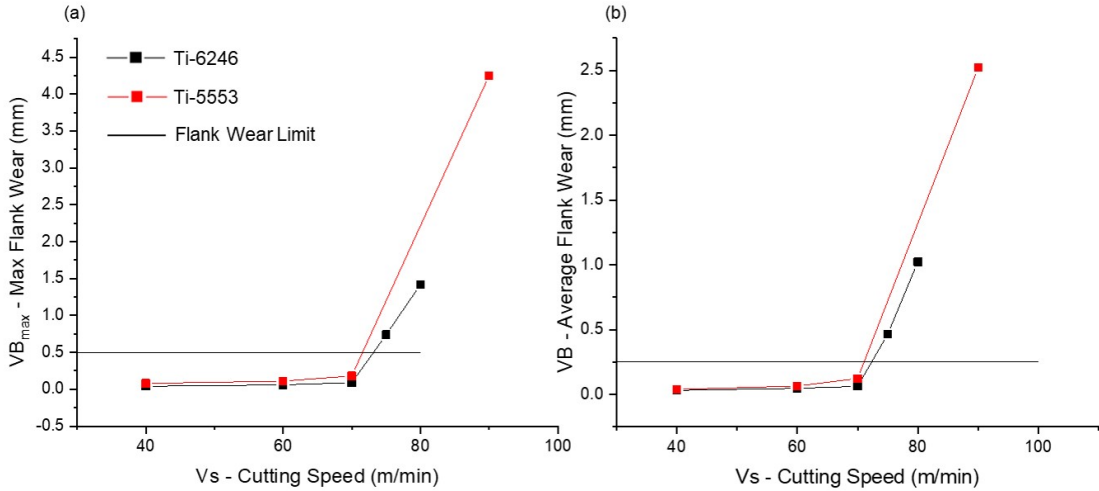 (a)
VBmax - Max Flank Wear (mm)
4.5
4.0
3.5
3.0
2.5
2.0
1.5
1.0
0.5
0.0
-0.5
Ti-6246
Ti-5553
Flank Wear Limit
40
60
80
100
Vs - Cutting Speed (m/min)
(b)
VB - Average Flank Wear (mm)
2.5
2.0
1.5
1.0
0.5
0.0
40
60
80
100
Vs - Cutting Speed (m/min)